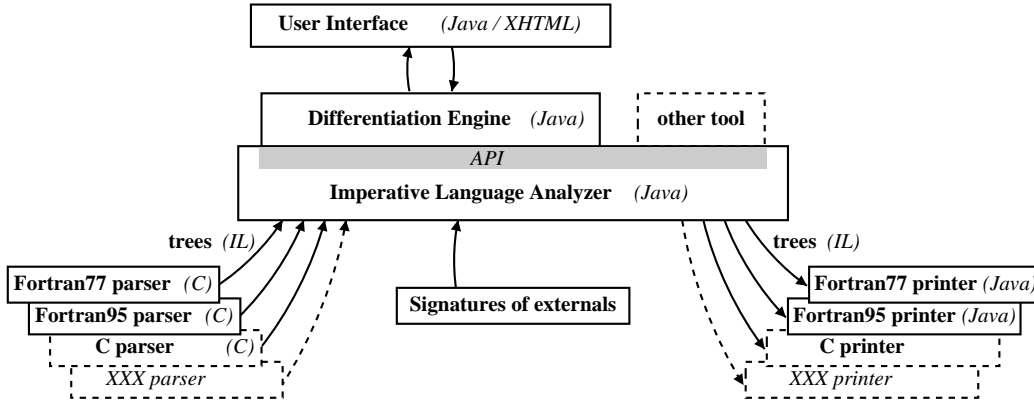 User Interface (Java / XHTML)
Differentiation Engine (Java)
other tool
API
Imperative Language Analyzer (Java)
trees (IL)
trees (IL)
Fortran77 parser (C)
Fortran95 parser (C)
C parser (C)
XXX parser
Signatures of externals
Fortran77 printer (Java)
Fortran95 printer (Java)
C printer
XXX printer